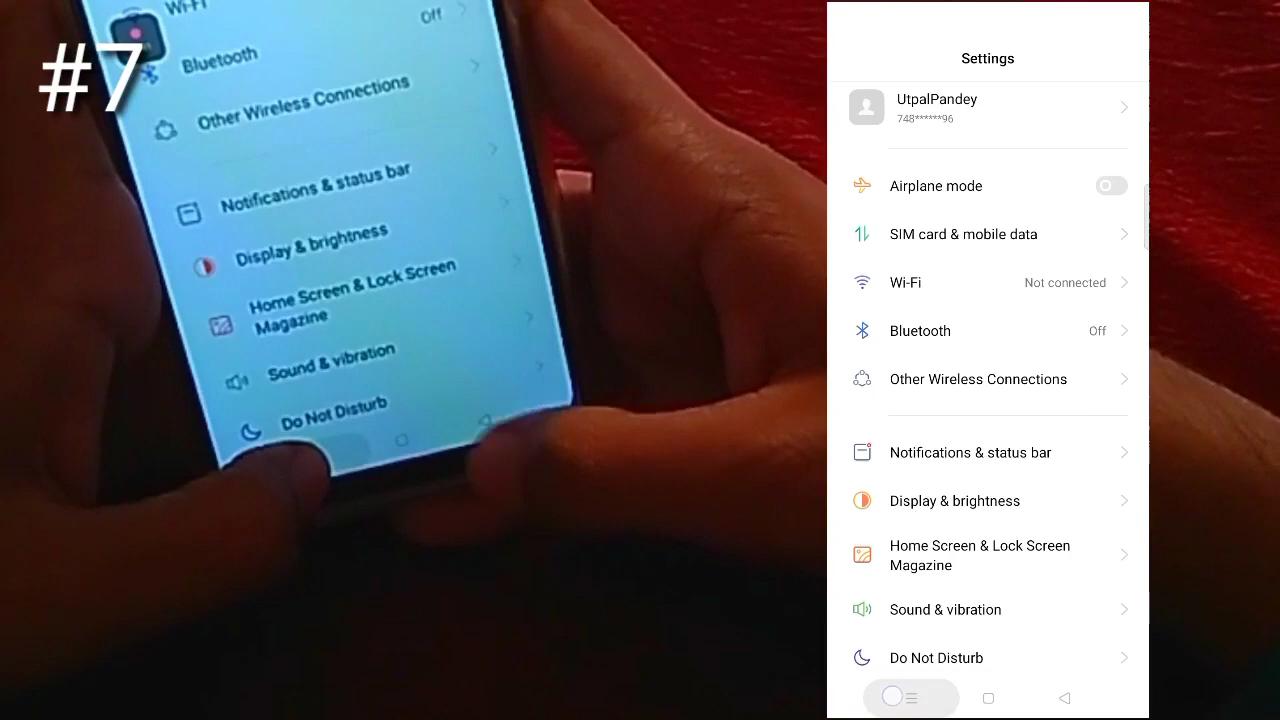 #7
Wi-Fi
Off
Bluetooth
Other Wireless Connections
Notifications & status bar
Display & brightness
Home Screen & Lock Screen
Magazine
Sound & vibration
Do Not Disturb
Settings
UtpalPandey
748******96
Airplane mode
SIM card & mobile data
Wi-Fi Not connected
Bluetooth Off
Other Wireless Connections
Notifications & status bar
Display & brightness
Home Screen & Lock Screen
Magazine
Sound & vibration
Do Not Disturb